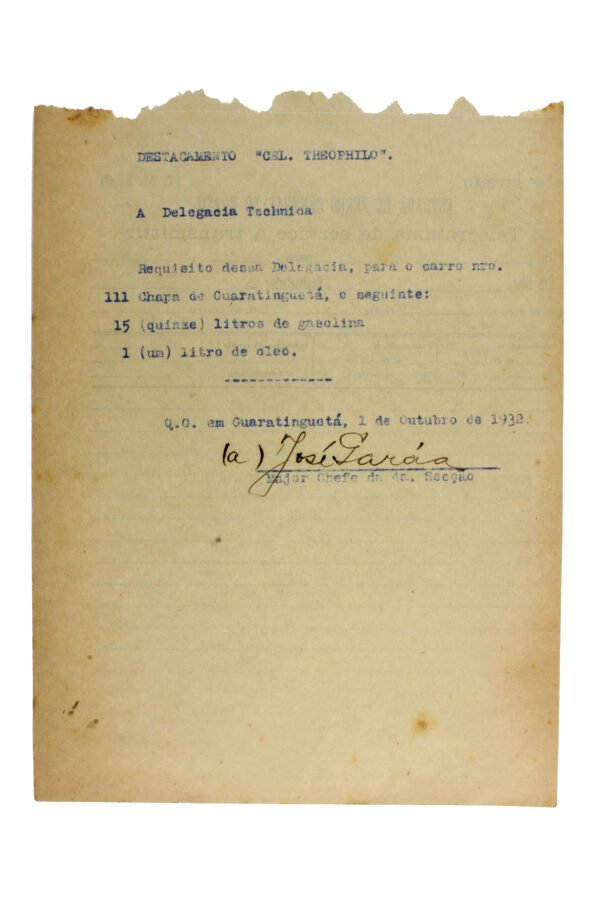 DESTACAMENTO "CEL. THEOPHILO".
A Delegacia Technica
Requisito dessa Delegacia, para o carro nro.
111 Chapa de Guaratinguetá, o seguinte:
15 (quinze) litros de gasolina
1 (um) litro de oleo.
-------------
Q.G. em Guaratinguetá, 1 de Outubro de 1932.
(a) José
Major Chefe da 4a. Secção